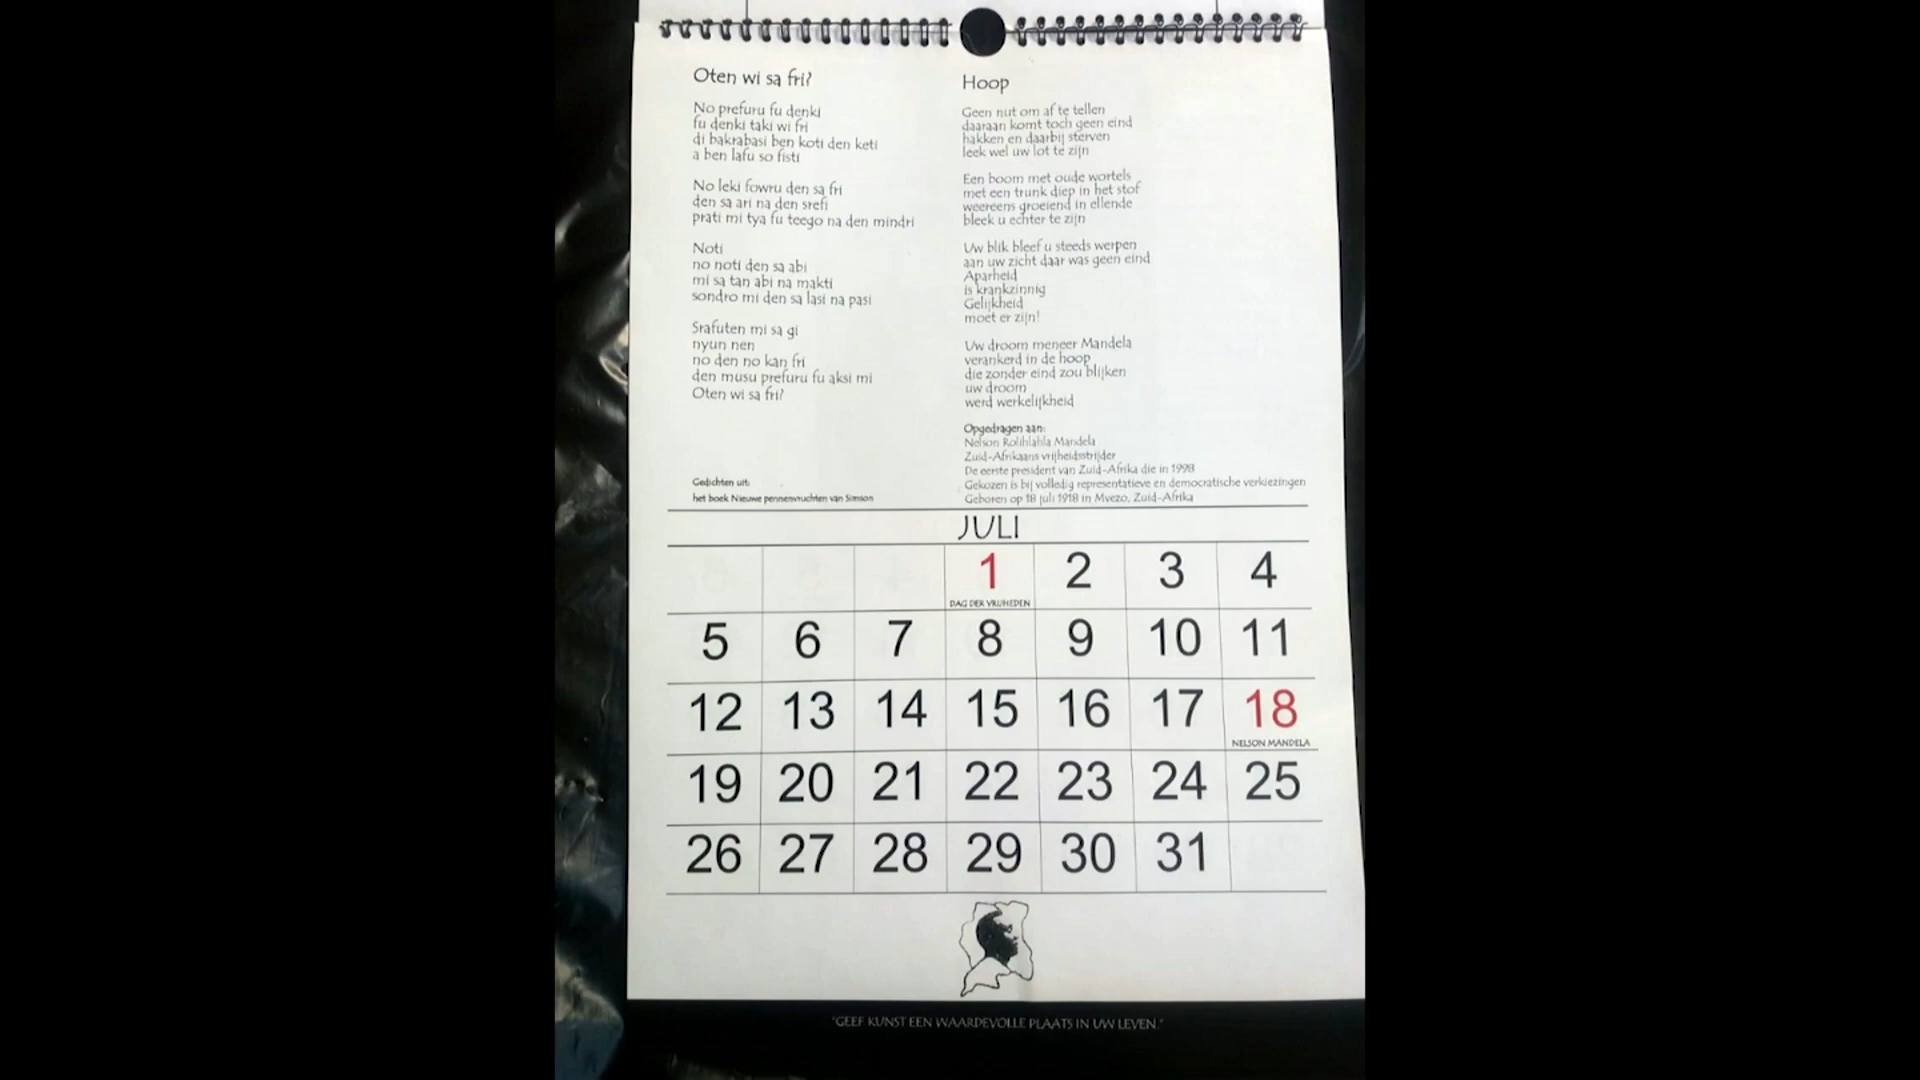 Oten wi sa fri?
No prefuru fu denki
fu denki taki wi fri
di bakrabasi ben koti den keti
a ben lafu so fisti
No leki fowru den sa fri
den sa ari na den srefi
prati mi tya fu teego na den mindri
Noti
no noti den sa abi
mi sa tan abi na makti
sondro mi den sa lasi na pasi
Srafuten mi sa gi
nyun nen
no den no kan fri
den musu prefuru fu aksi mi
Oten wi sa fri?
Gedichten uit:
het boek Nieuwe pennenvruchten van Simson
Hoop
Geen nut om af te tellen
daaraan komt toch geen eind
hakken en daarbij sterven
leek wel uw lot te zijn
Een boom met oude wortels
met een trunk diep in het stof
weereens groeiend in ellende
bleek u echter te zijn
Uw blik bleef u steeds werpen
aan uw zicht daar was geen eind
Aparheid
is krankzinnig
Gelijkheid
moet er zijn!
Uw droom meneer Mandela
verankerd in de hoop
die zonder eind zou blijken
uw droom
werd werkelijkheid
Opgedragen aan:
Nelson Rolihlahla Mandela
Zuid-Afrikaans vrijheidsstrijder
De eerste president van Zuid-Afrika die in 1998
Gekozen is bij volledig representatieve en democratische verkiezingen
Geboren op 18 juli 1918 in Mvezo, Zuid-Afrika
JULI
1 2 3 4
DAG DER VRIJHEDEN
5 6 7 8 9 10 11
12 13 14 15 16 17 18
NELSON MANDELA
19 20 21 22 23 24 25
26 27 28 29 30 31
"GEEF KUNST EEN WAARDEVOLLE PLAATS IN UW LEVEN."